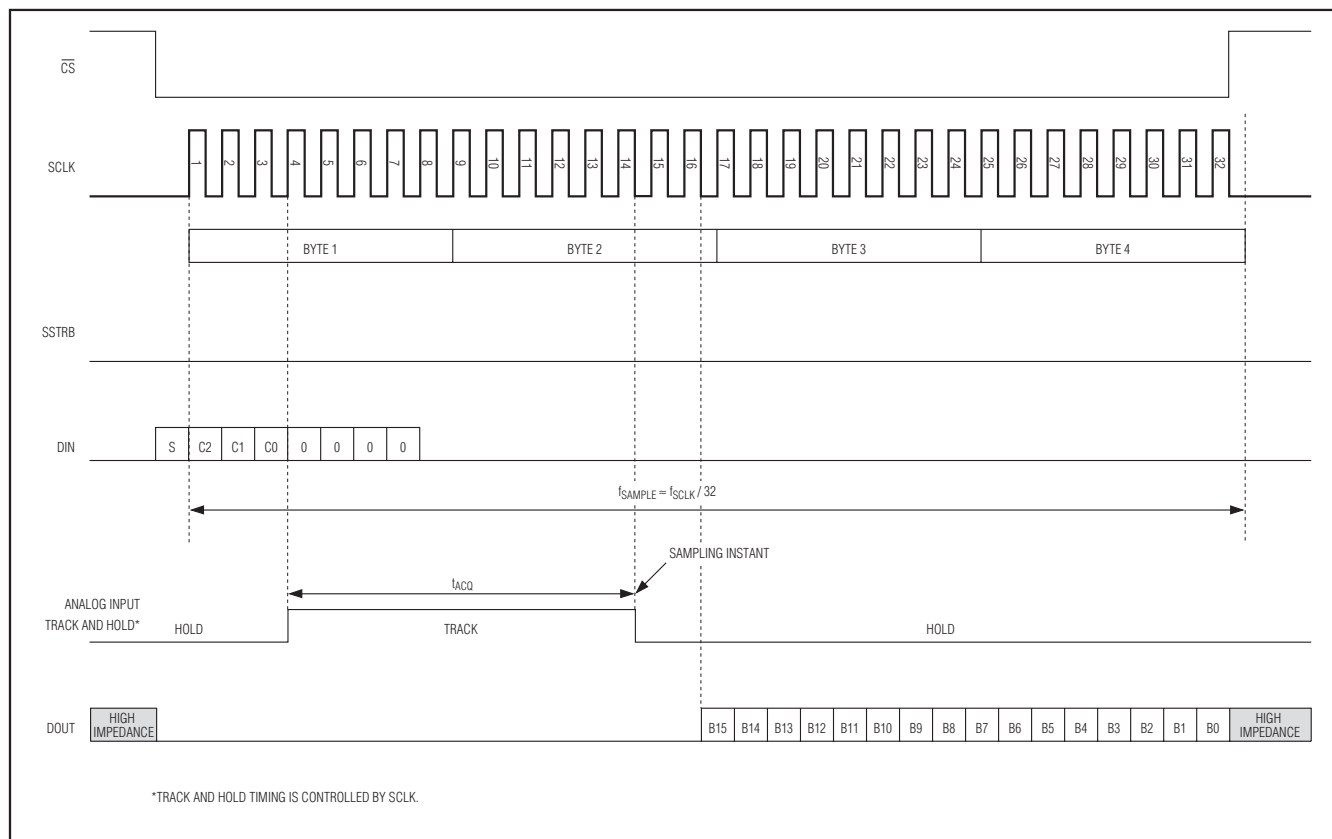 CS
SCLK
1 2 3 4 5 6 7 8 9 10 11 12 13 14 15 16 17 18 19 20 21 22 23 24 25 26 27 28 29 30 31 32
BYTE 1 BYTE 2 BYTE 3 BYTE 4
SSTRB
DIN
S C2 C1 C0 0 0 0 0
fSAMPLE ≈ fSCLK / 32
SAMPLING INSTANT
tACQ
ANALOG INPUT
TRACK AND HOLD*
HOLD TRACK HOLD
DOUT
HIGH
IMPEDANCE
B15 B14 B13 B12 B11 B10 B9 B8 B7 B6 B5 B4 B3 B2 B1 B0
HIGH
IMPEDANCE
*TRACK AND HOLD TIMING IS CONTROLLED BY SCLK.